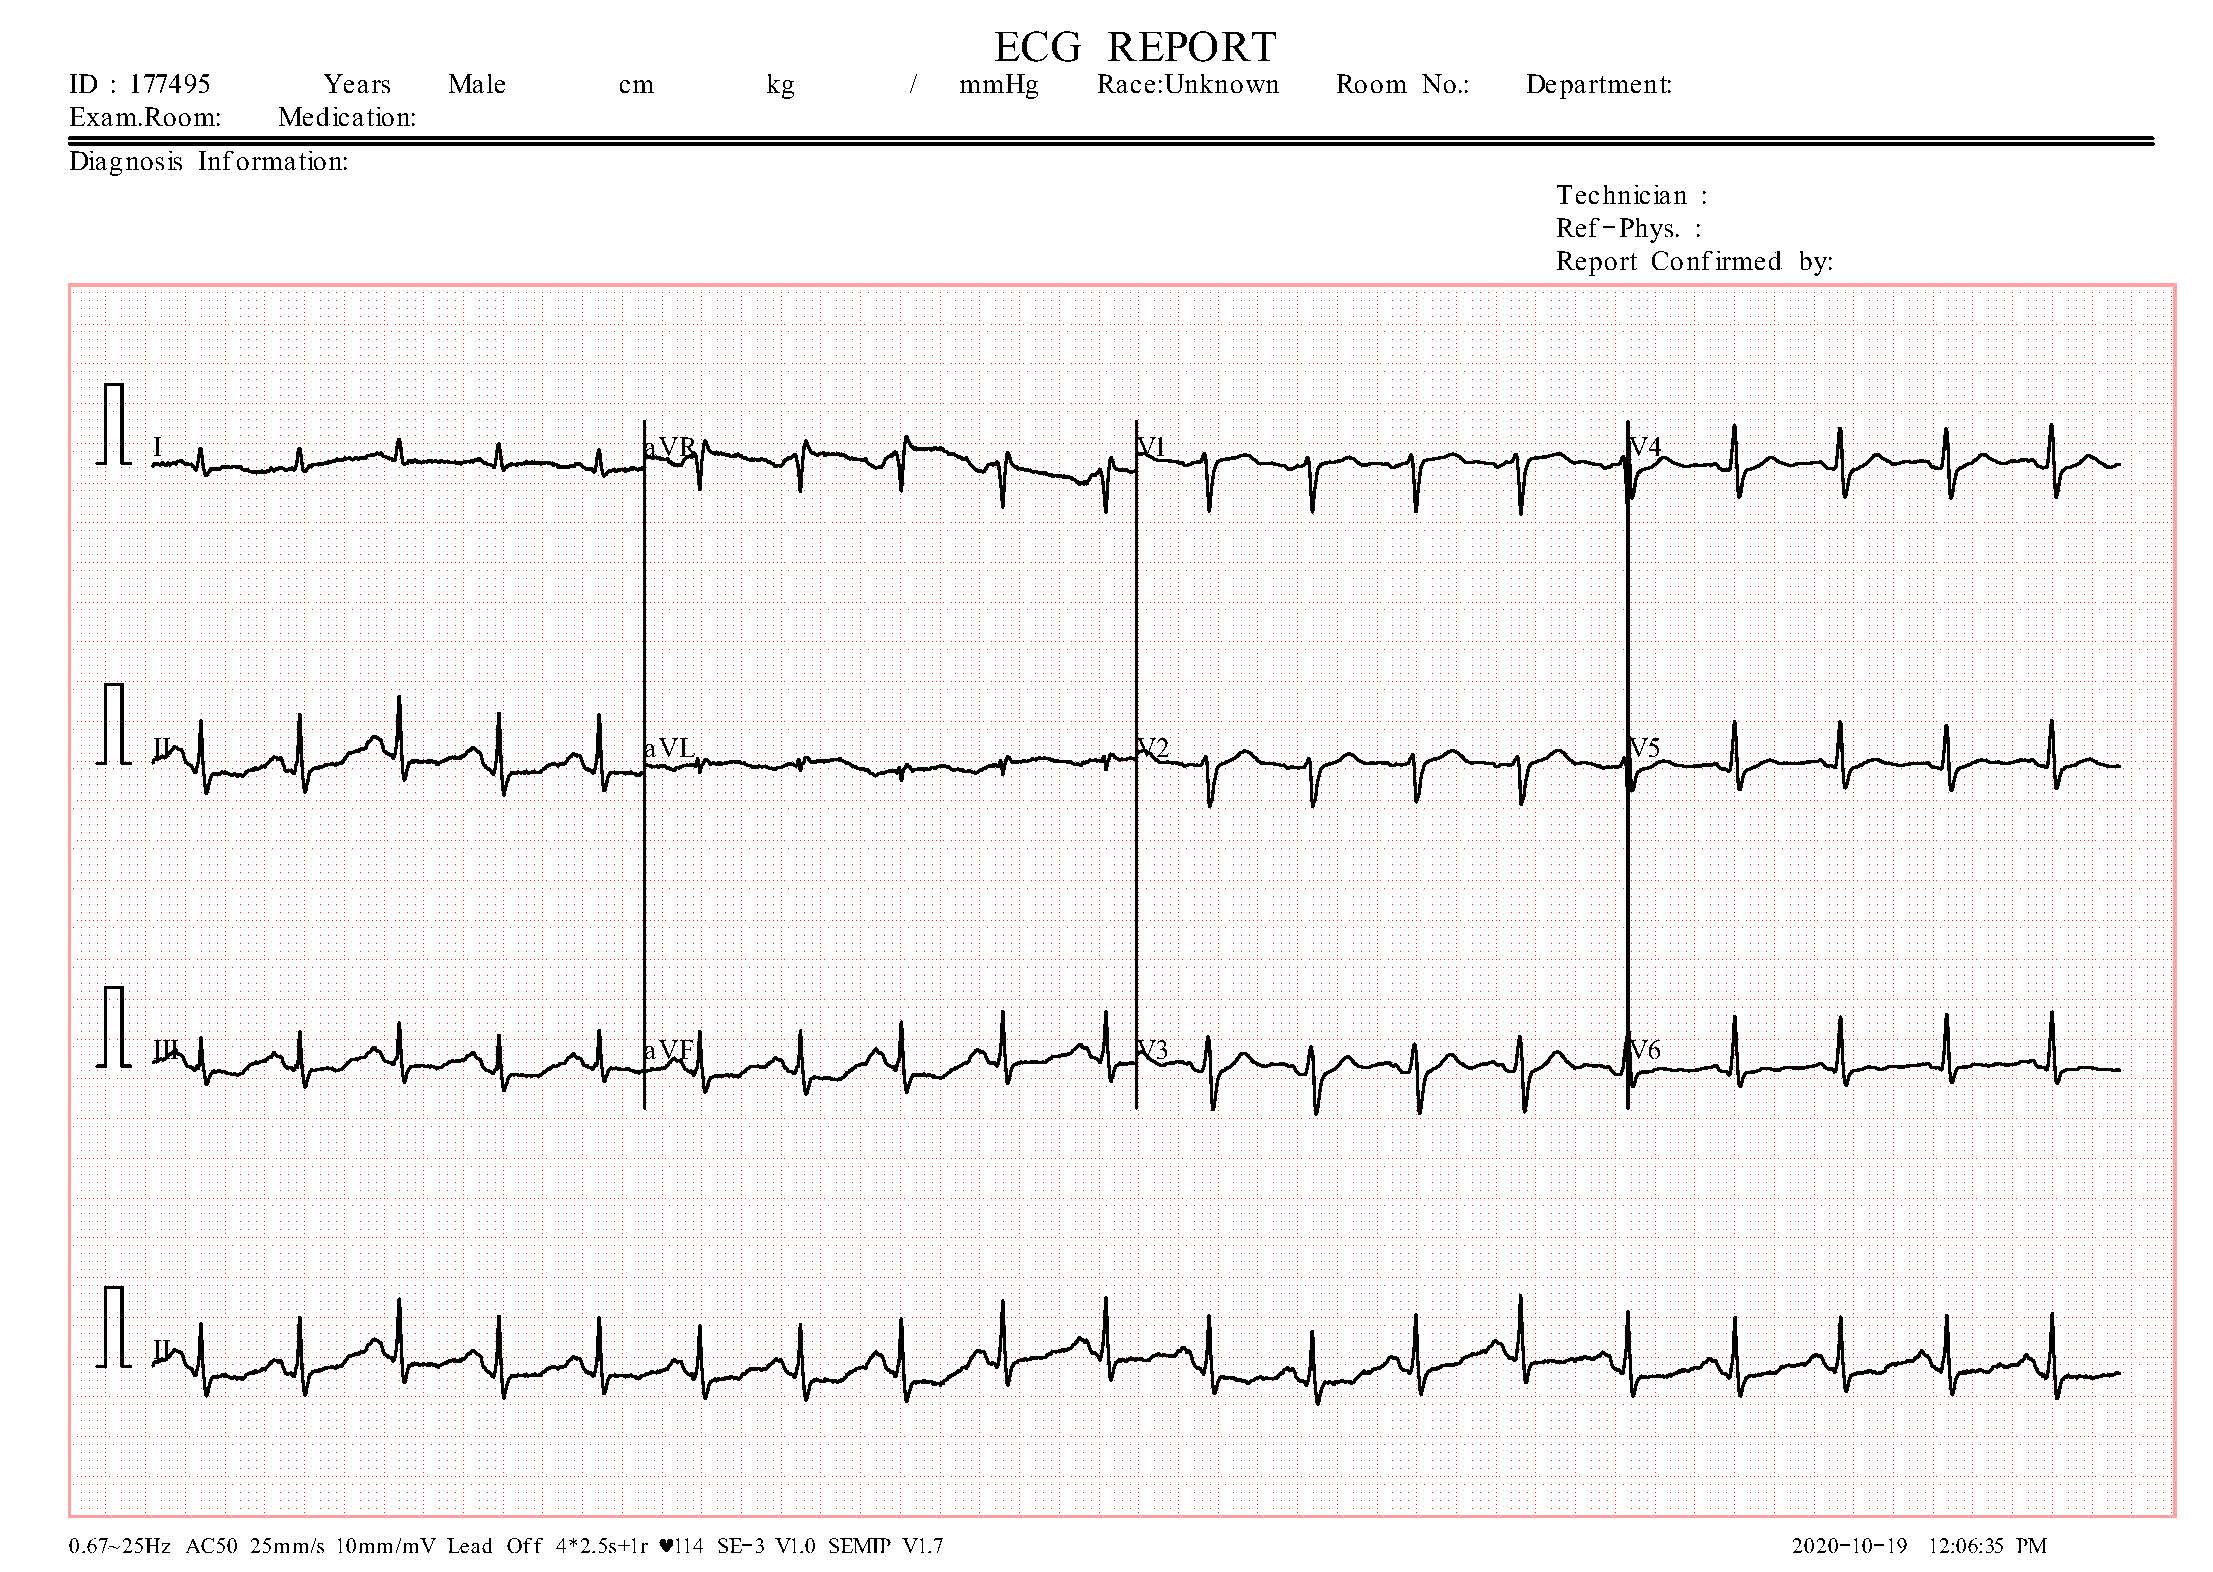 ECG REPORT
ID : 177495 Years Male cm kg / mmHg Race:Unknown Room No.: Department:
Exam.Room: Medication:
Diagnosis Information:
Technician :
Ref-Phys. :
Report Confirmed by:
I aVR V1 V4
II aVL V2 V5
III aVF V3 V6
II
0.67~25Hz AC50 25mm/s 10mm/mV Lead Off 4*2.5s+1r ♥114 SE-3 V1.0 SEMIP V1.7 2020-10-19 12:06:35 PM